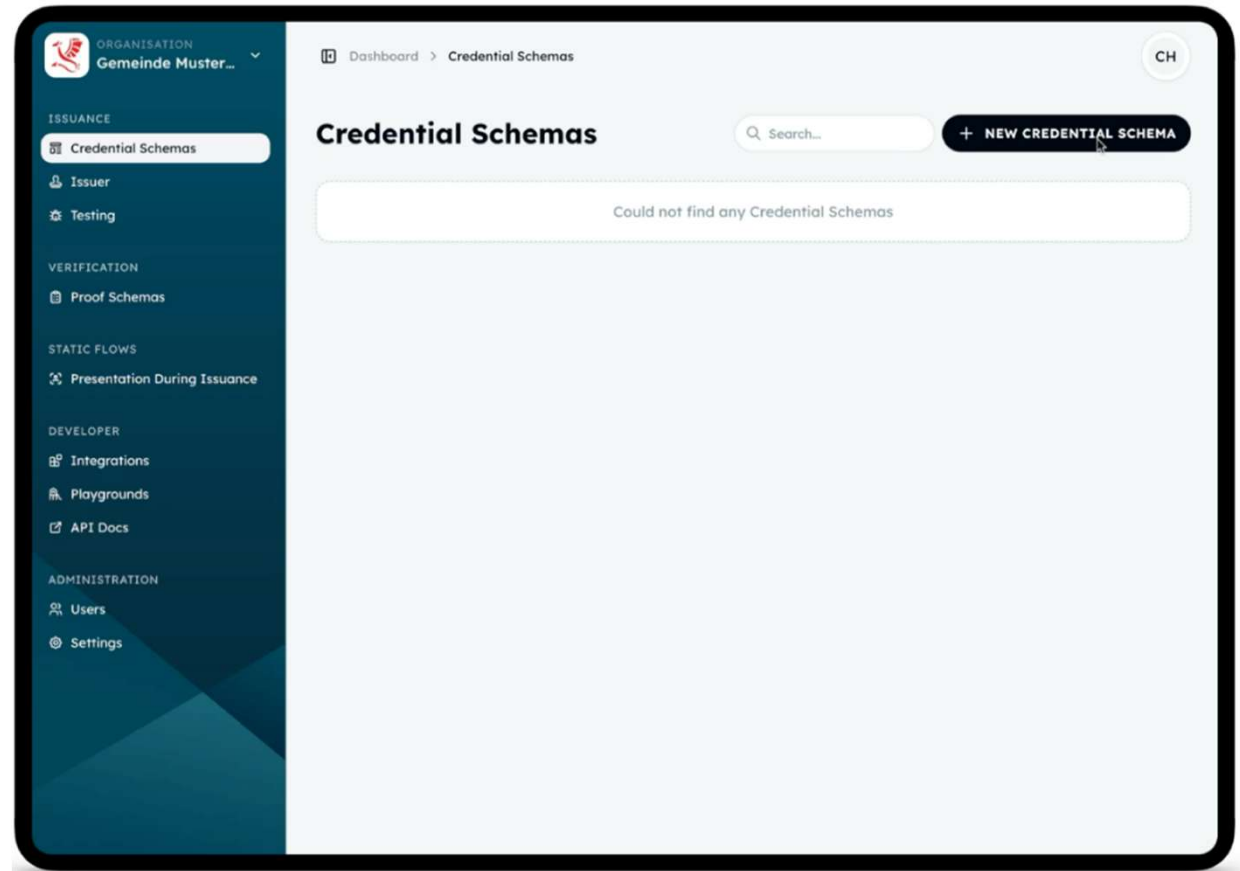 ORGANISATION
Gemeinde Muster...
ISSUANCE
Credential Schemas
Issuer
Testing
VERIFICATION
Proof Schemas
STATIC FLOWS
Presentation During Issuance
DEVELOPER
Integrations
Playgrounds
API Docs
ADMINISTRATION
Users
Settings
Dashboard > Credential Schemas
CH
Credential Schemas
Search...
+ NEW CREDENTIAL SCHEMA
Could not find any Credential Schemas